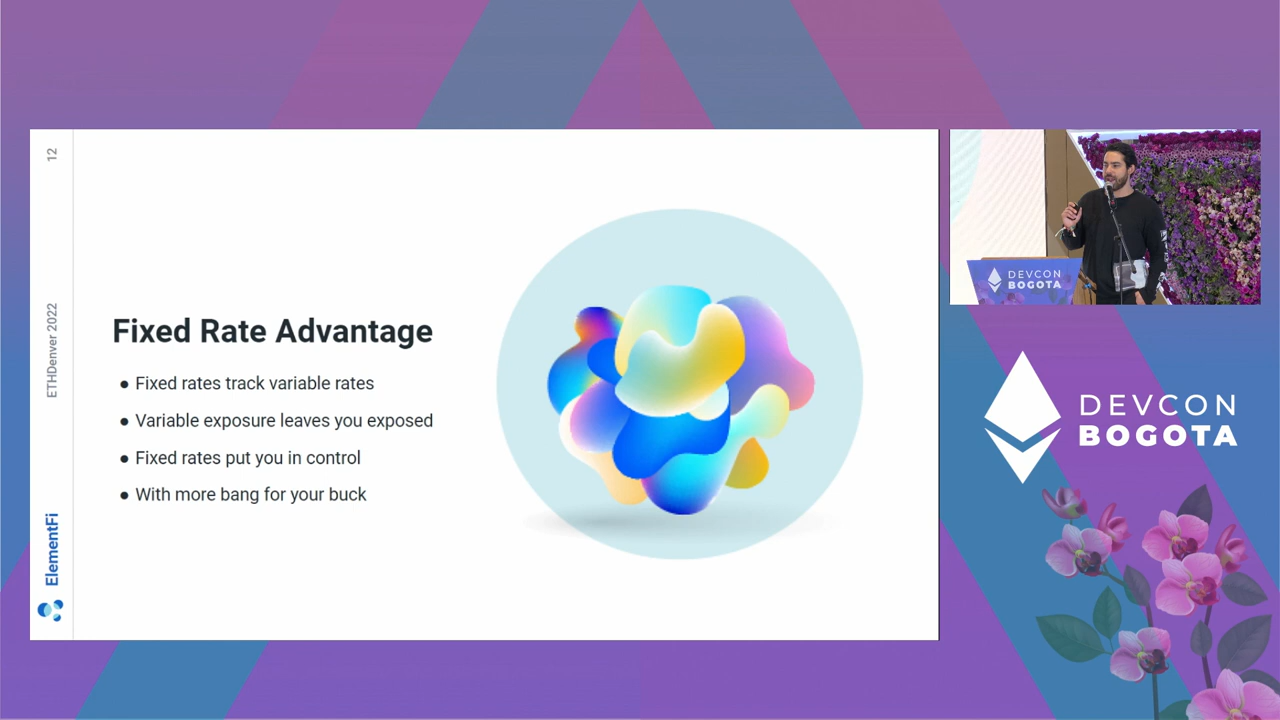 12
ETHDenver 2022
ElementFi
Fixed Rate Advantage
● Fixed rates track variable rates
● Variable exposure leaves you exposed
● Fixed rates put you in control
● With more bang for your buck
DEVCON
BOGOTA
DEVCON
BOGOTA